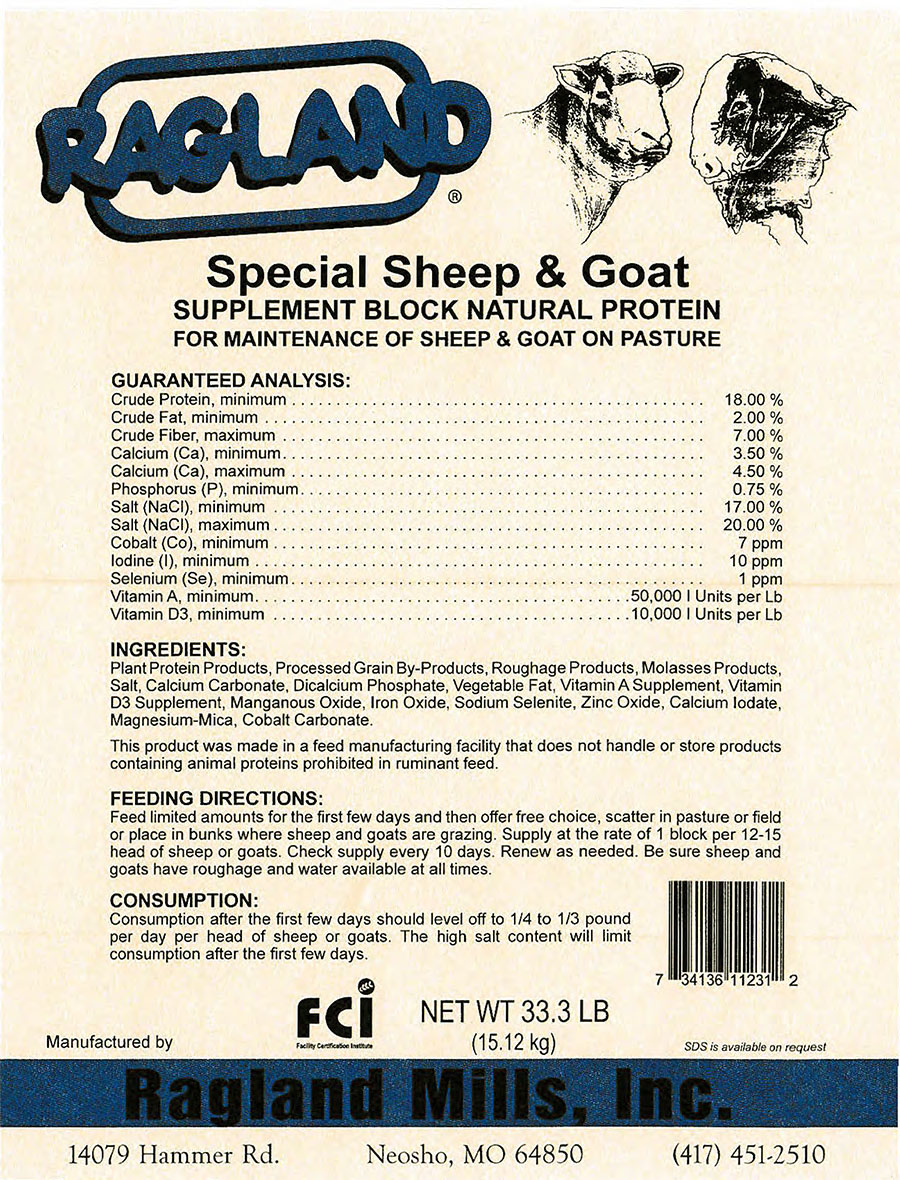 RAGLAND
®
Special Sheep & Goat
SUPPLEMENT BLOCK NATURAL PROTEIN
FOR MAINTENANCE OF SHEEP & GOAT ON PASTURE
GUARANTEED ANALYSIS:
Crude Protein, minimum . . . . . . . . . . . . . . . . . . . . 18.00 %
Crude Fat, minimum . . . . . . . . . . . . . . . . . . . . 2.00 %
Crude Fiber, maximum . . . . . . . . . . . . . . . . . . . . 7.00 %
Calcium (Ca), minimum . . . . . . . . . . . . . . . . . . . . 3.50 %
Calcium (Ca), maximum . . . . . . . . . . . . . . . . . . . . 4.50 %
Phosphorus (P), minimum . . . . . . . . . . . . . . . . . . . . 0.75 %
Salt (NaCl), minimum . . . . . . . . . . . . . . . . . . . . 17.00 %
Salt (NaCl), maximum . . . . . . . . . . . . . . . . . . . . 20.00 %
Cobalt (Co), minimum . . . . . . . . . . . . . . . . . . . . 7 ppm
Iodine (I), minimum . . . . . . . . . . . . . . . . . . . . 10 ppm
Selenium (Se), minimum . . . . . . . . . . . . . . . . . . . . 1 ppm
Vitamin A, minimum . . . . . . . . . . . . . . . . . . . . 50,000 I Units per Lb
Vitamin D3, minimum . . . . . . . . . . . . . . . . . . . . 10,000 I Units per Lb
INGREDIENTS:
Plant Protein Products, Processed Grain By-Products, Roughage Products, Molasses Products,
Salt, Calcium Carbonate, Dicalcium Phosphate, Vegetable Fat, Vitamin A Supplement, Vitamin
D3 Supplement, Manganous Oxide, Iron Oxide, Sodium Selenite, Zinc Oxide, Calcium Iodate,
Magnesium-Mica, Cobalt Carbonate.
This product was made in a feed manufacturing facility that does not handle or store products
containing animal proteins prohibited in ruminant feed.
FEEDING DIRECTIONS:
Feed limited amounts for the first few days and then offer free choice, scatter in pasture or field
or place in bunks where sheep and goats are grazing. Supply at the rate of 1 block per 12-15
head of sheep or goats. Check supply every 10 days. Renew as needed. Be sure sheep and
goats have roughage and water available at all times.
CONSUMPTION:
Consumption after the first few days should level off to 1/4 to 1/3 pound
per day per head of sheep or goats. The high salt content will limit
consumption after the first few days.
7 34136 11231 2
FCI
Facility Certification Institute
NET WT 33.3 LB
(15.12 kg)
Manufactured by
SDS is available on request
Ragland Mills, Inc.
14079 Hammer Rd. Neosho, MO 64850 (417) 451-2510